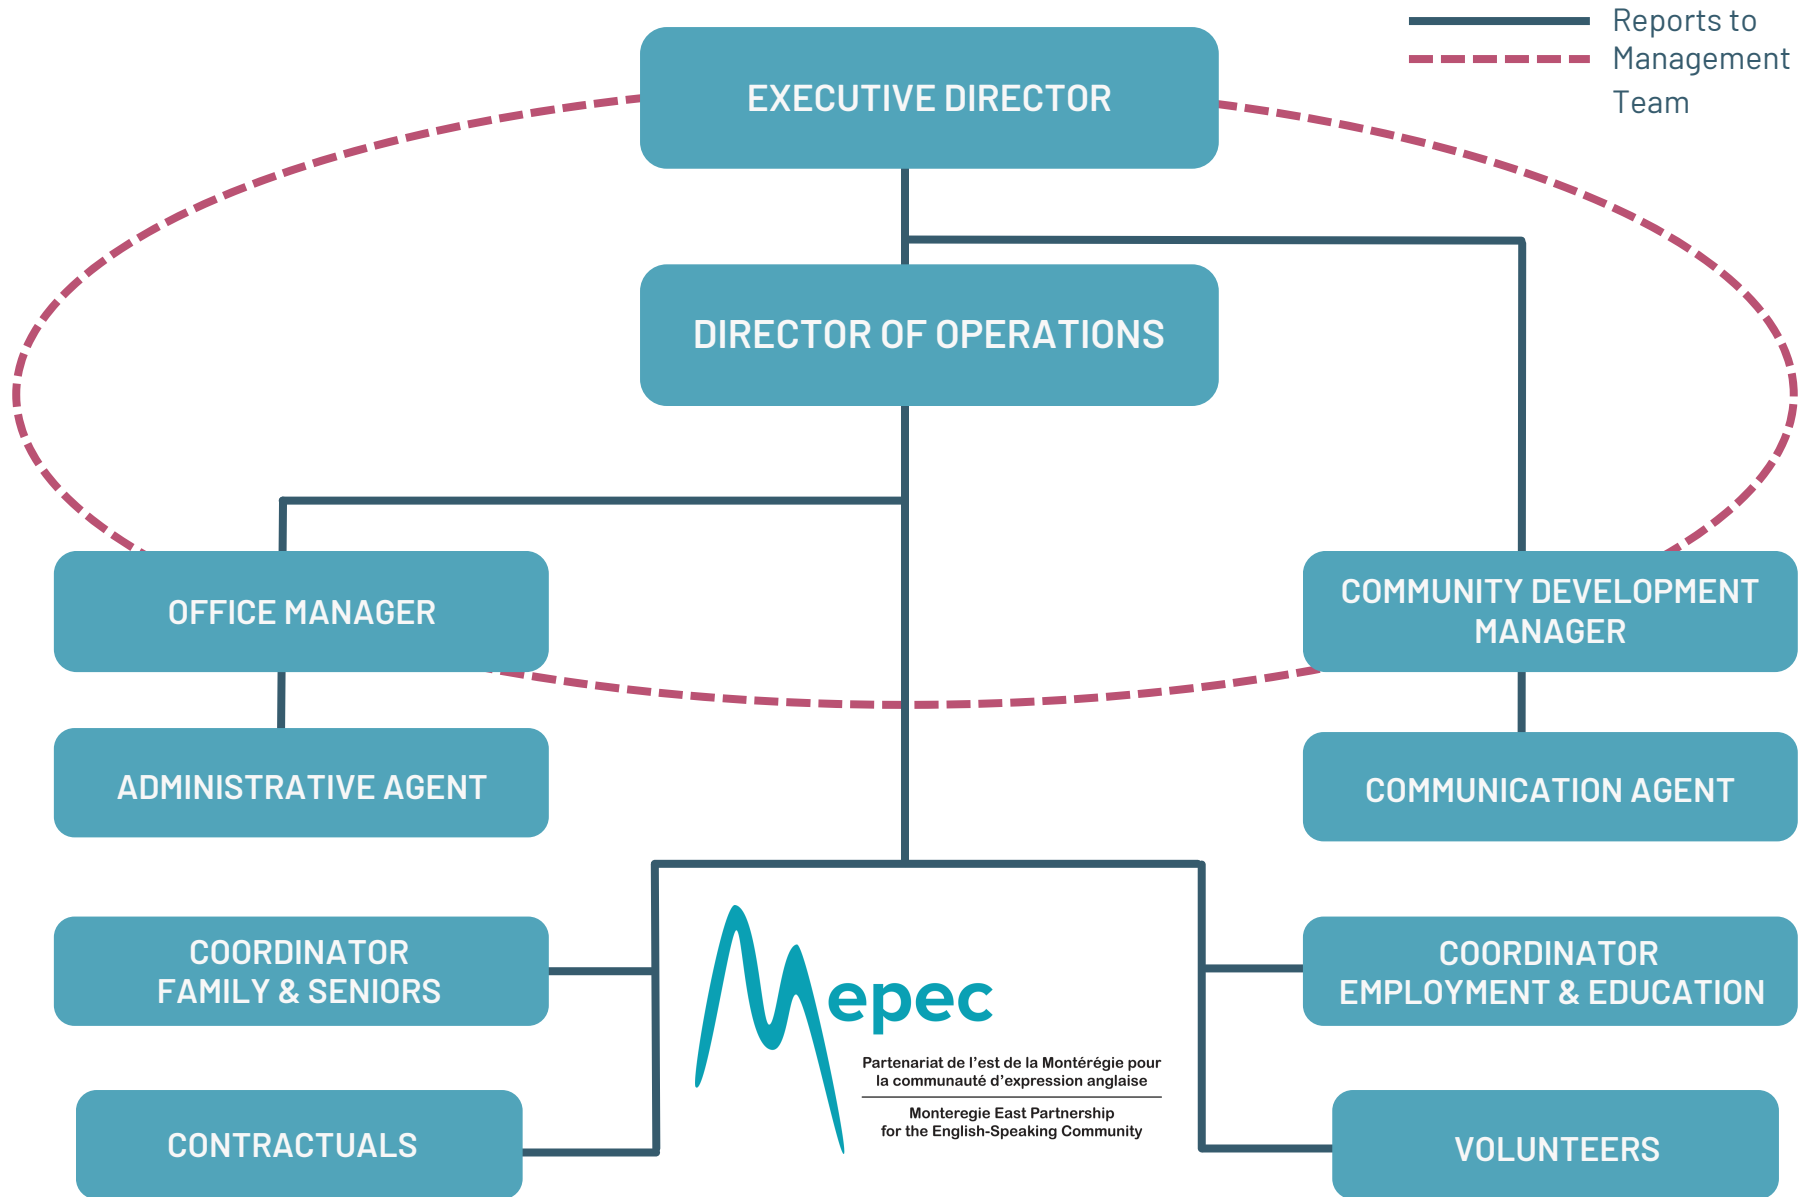 Reports to
Management
Team
EXECUTIVE DIRECTOR
DIRECTOR OF OPERATIONS
OFFICE MANAGER
COMMUNITY DEVELOPMENT
MANAGER
ADMINISTRATIVE AGENT
COMMUNICATION AGENT
COORDINATOR
FAMILY & SENIORS
COORDINATOR
EMPLOYMENT & EDUCATION
Mepec
Partenariat de l'est de la Montérégie pour
la communauté d'expression anglaise
Monteregie East Partnership
for the English-Speaking Community
CONTRACTUALS
VOLUNTEERS